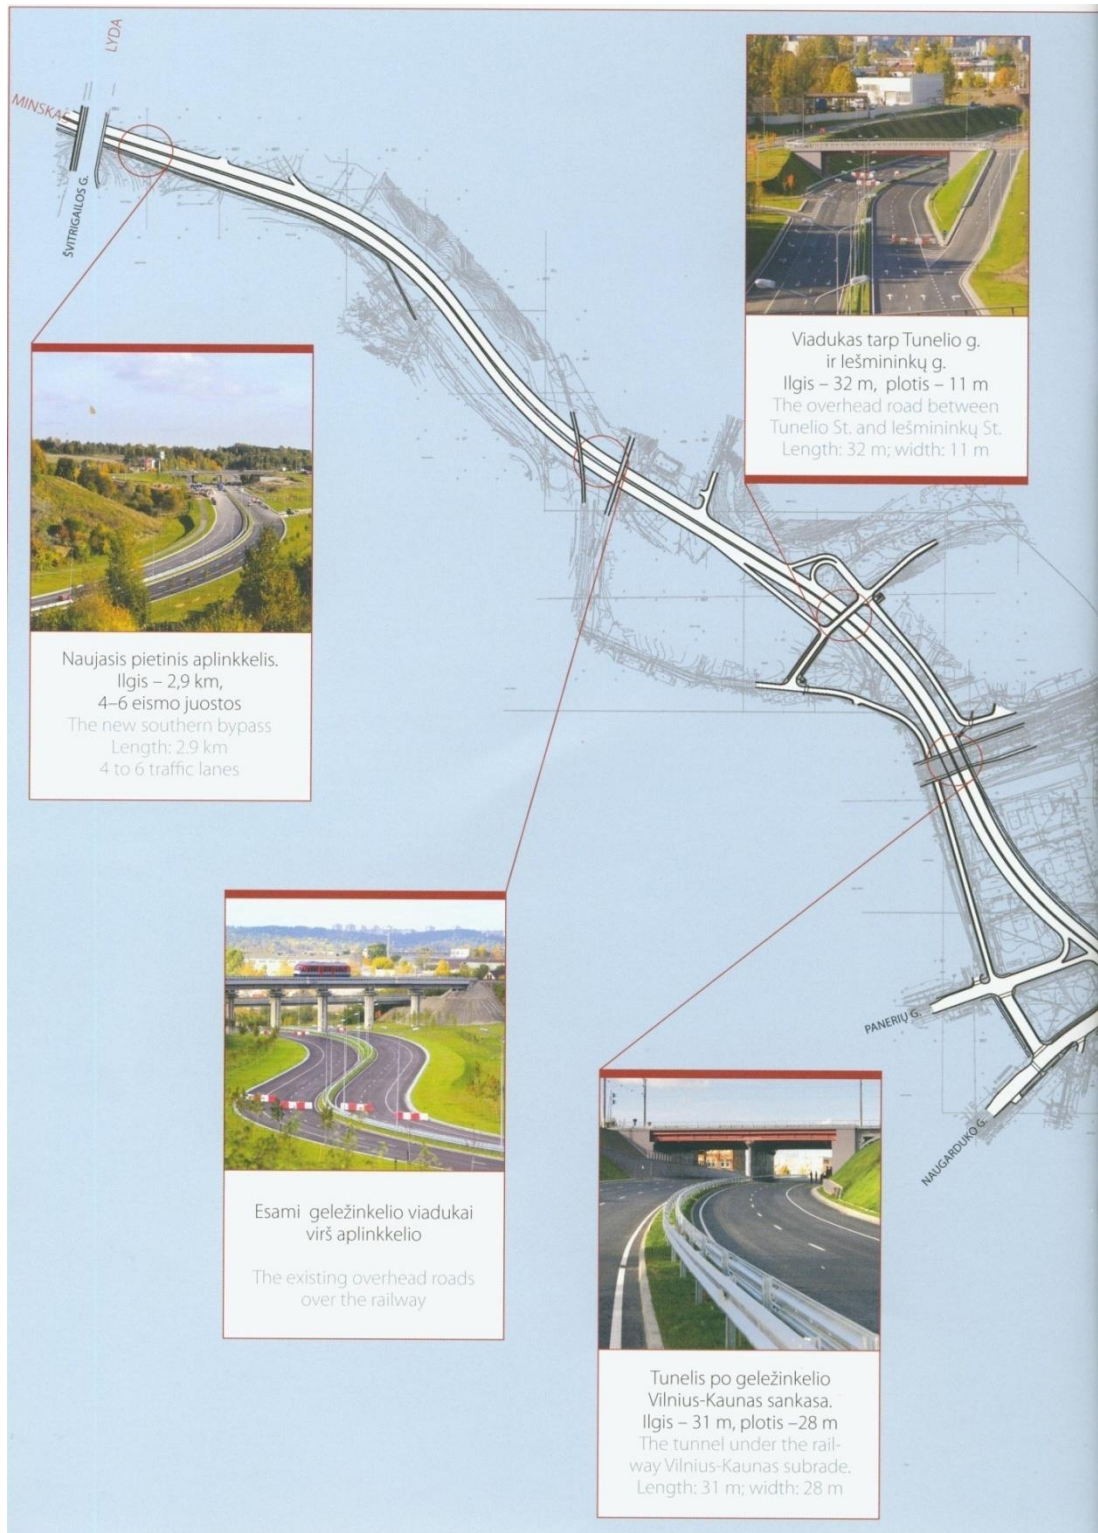 LYDA
MINSKAS
ŠVITRIGAILOS G.
Viadukas tarp Tunelio g.
ir Iešmininkų g.
Ilgis – 32 m, plotis – 11 m
The overhead road between
Tunelio St. and Iešmininkų St.
Length: 32 m; width: 11 m
Naujasis pietinis aplinkkelis.
Ilgis – 2,9 km,
4–6 eismo juostos
The new southern bypass
Length: 2.9 km
4 to 6 traffic lanes
PANERIŲ G.
NAUGARDUKO G.
Esami geležinkelio viadukai
virš aplinkkelio
The existing overhead roads
over the railway
Tunelis po geležinkelio
Vilnius-Kaunas sankasa.
Ilgis – 31 m, plotis –28 m
The tunnel under the rail-
way Vilnius-Kaunas subrade.
Length: 31 m; width: 28 m